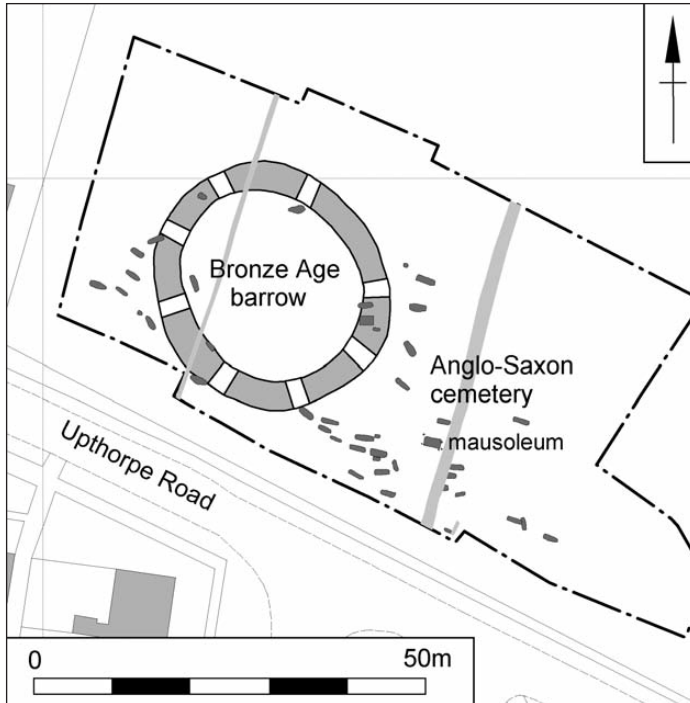 Bronze Age
barrow
Anglo-Saxon
cemetery
mausoleum
Upthorpe Road
0 50m